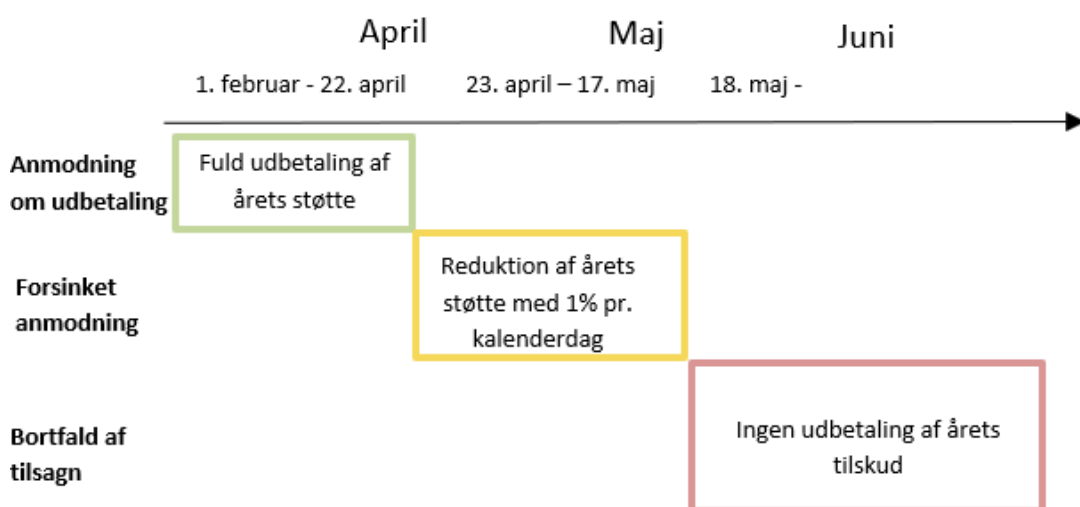 April
Maj
Juni
1. februar - 22. april
23. april – 17. maj
18. maj -
Anmodning
om udbetaling
Fuld udbetaling af
årets støtte
Forsinket
anmodning
Reduktion af årets
støtte med 1% pr.
kalenderdag
Bortfald af
tilsagn
Ingen udbetaling af årets
tilskud